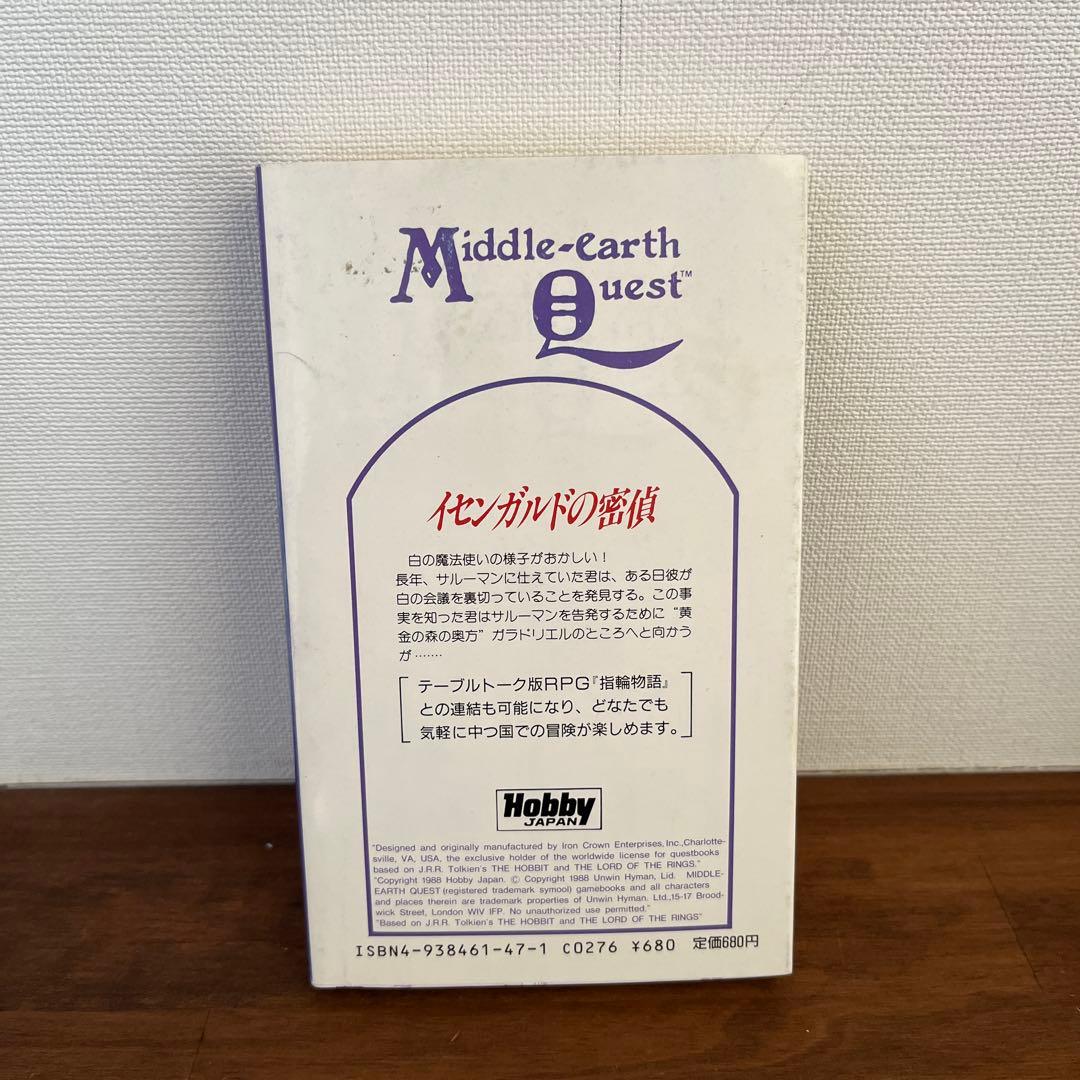 Middle-earth
Quest™
イセンガルドの密偵
白の魔法使いの様子がおかしい！
長年、サルーマンに仕えていた君は、ある日彼が
白の会議を裏切っていることを発見する。この事
実を知った君はサルーマンを告発するために“黄
金の森の奥方”ガラドリエルのところへと向かう
が……
テーブルトーク版RPG『指輪物語』
との連結も可能になり、どなたでも
気軽に中つ国での冒険が楽しめます。
Hobby
JAPAN
"Designed and originally manufactured by Iron Crown Enterprises, Inc.,Charlotte-
sville, VA, USA, the exclusive holder of the worldwide license for questbooks
based on J.R.R. Tolkien's THE HOBBIT and THE LORD OF THE RINGS."
"Copyright 1988 Hobby Japan. © Copyright 1988 Unwin Hyman, Lid. MIDDLE-
EARTH QUEST (registered trademark symool) gamebooks and all characters
and places therein are trademark properties of Unwin Hyman. Ltd.,15-17 Brood-
wick Street, London WIV IFP. No unauthorized use permitted."
"Based on J.R.R. Tolkien's THE HOBBIT and THE LORD OF THE RINGS"
ISBN4-938461-47-1 C0276 ¥680 定価680円